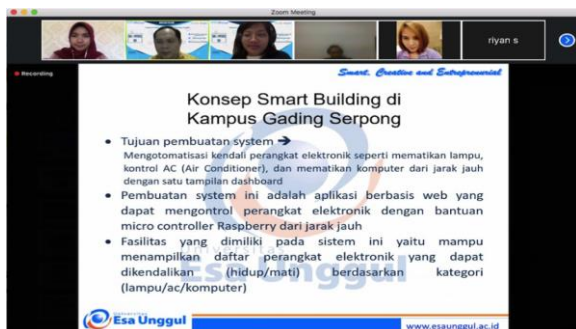 Zoom Meeting
riyan s
Recording
Smart, Creative and Entrepreneurial
Konsep Smart Building di
Kampus Gading Serpong
• Tujuan pembuatan system ➔
Mengotomatisasi kendali perangkat elektronik seperti mematikan lampu,
kontrol AC (Air Conditioner), dan mematikan komputer dari jarak jauh
dengan satu tampilan dashboard
• Pembuatan system ini adalah aplikasi berbasis web yang
dapat mengontrol perangkat elektronik dengan bantuan
micro controller Raspberry dari jarak jauh
• Fasilitas yang dimiliki pada sistem ini yaitu mampu
menampilkan daftar perangkat elektronik yang dapat
dikendalikan (hidup/mati) berdasarkan kategori
(lampu/ac/komputer)
Universitas
Esa Unggul
Esa Unggul
www.esaunggul.ac.id